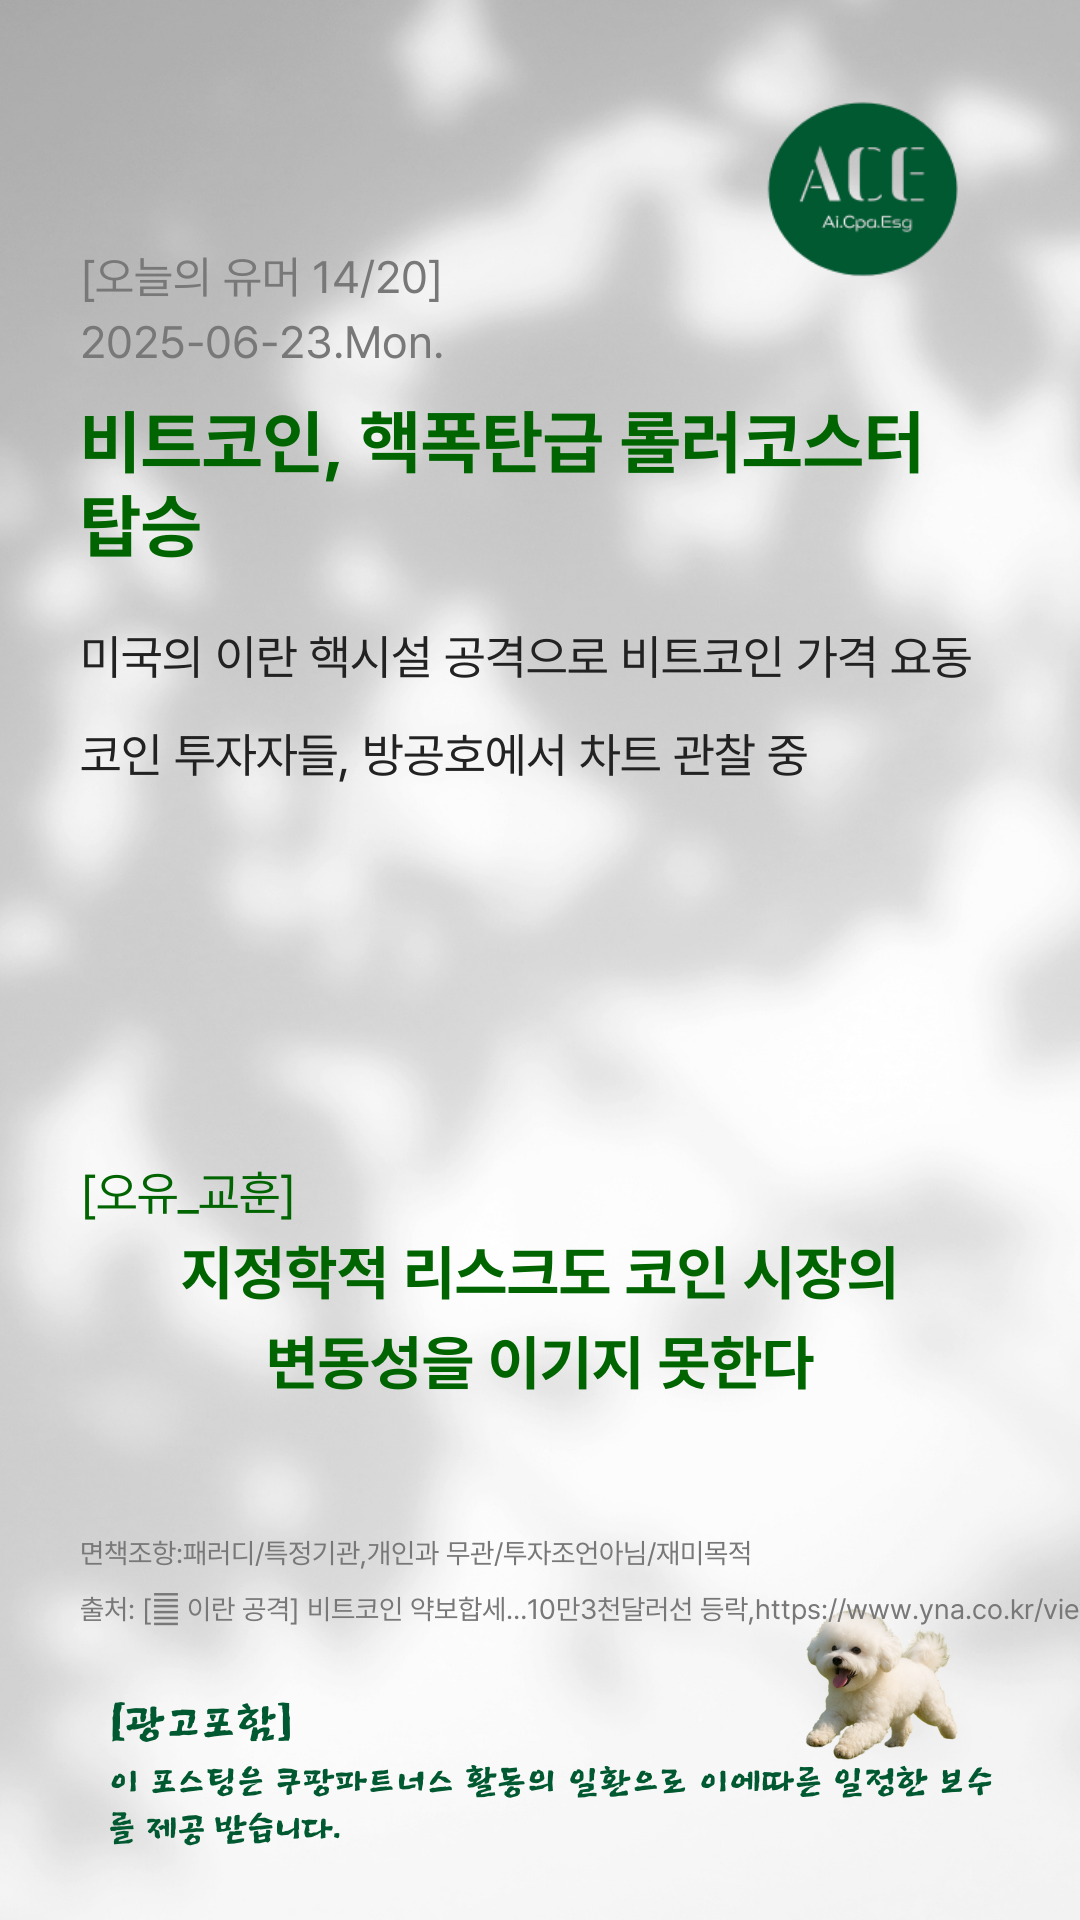 ACE
Ai.Cpa.Esg
[오늘의 유머 14/20]
2025-06-23.Mon.
비트코인, 핵폭탄급 롤러코스터
탑승
미국의 이란 핵시설 공격으로 비트코인 가격 요동
코인 투자자들, 방공호에서 차트 관찰 중
[오유_교훈]
지정학적 리스크도 코인 시장의
변동성을 이기지 못한다
면책조항:패러디/특정기관,개인과 무관/투자조언아님/재미목적
출처: [ 이란 공격] 비트코인 약보합세...10만3천달러선 등락,https://www.yna.co.kr/vie
[광고포함]
이 포스팅은 쿠팡파트너스 활동의 일환으로 이에따른 일정한 보수
를 제공 받습니다.